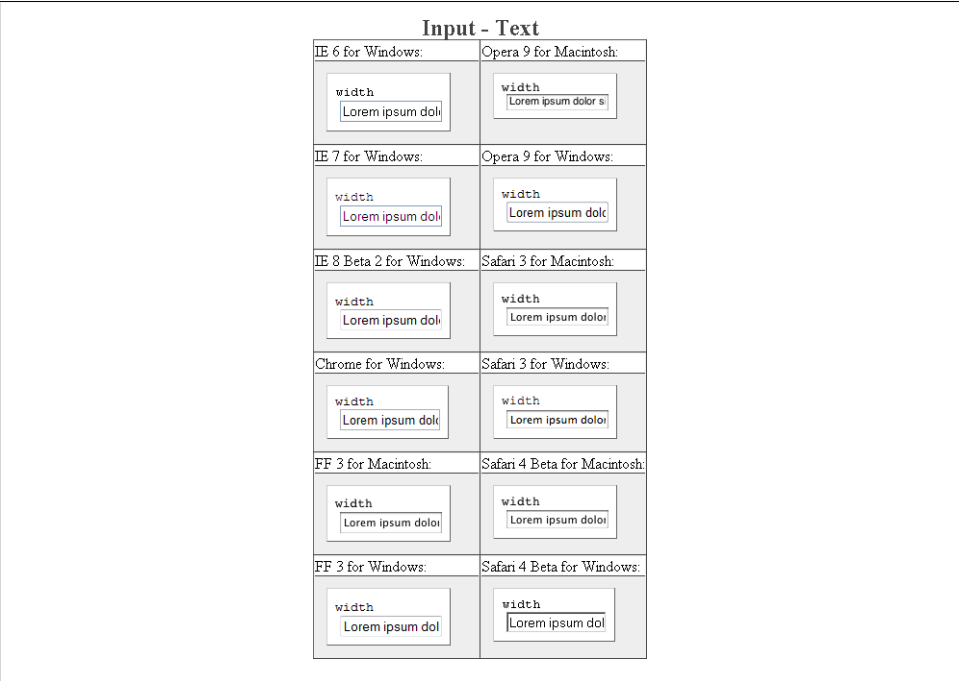 Input - Text
IE 6 for Windows:
Opera 9 for Macintosh:
width
Lorem ipsum dol
width
Lorem ipsum dolor s
IE 7 for Windows:
Opera 9 for Windows:
width
Lorem ipsum dol
width
Lorem ipsum dolc
IE 8 Beta 2 for Windows:
Safari 3 for Macintosh:
width
Lorem ipsum dol
width
Lorem ipsum dolor
Chrome for Windows:
Safari 3 for Windows:
width
Lorem ipsum dolo
width
Lorem ipsum dolor
FF 3 for Macintosh:
Safari 4 Beta for Macintosh:
width
Lorem ipsum dolor
width
Lorem ipsum dolor
FF 3 for Windows:
Safari 4 Beta for Windows:
width
Lorem ipsum dol
width
Lorem ipsum dol